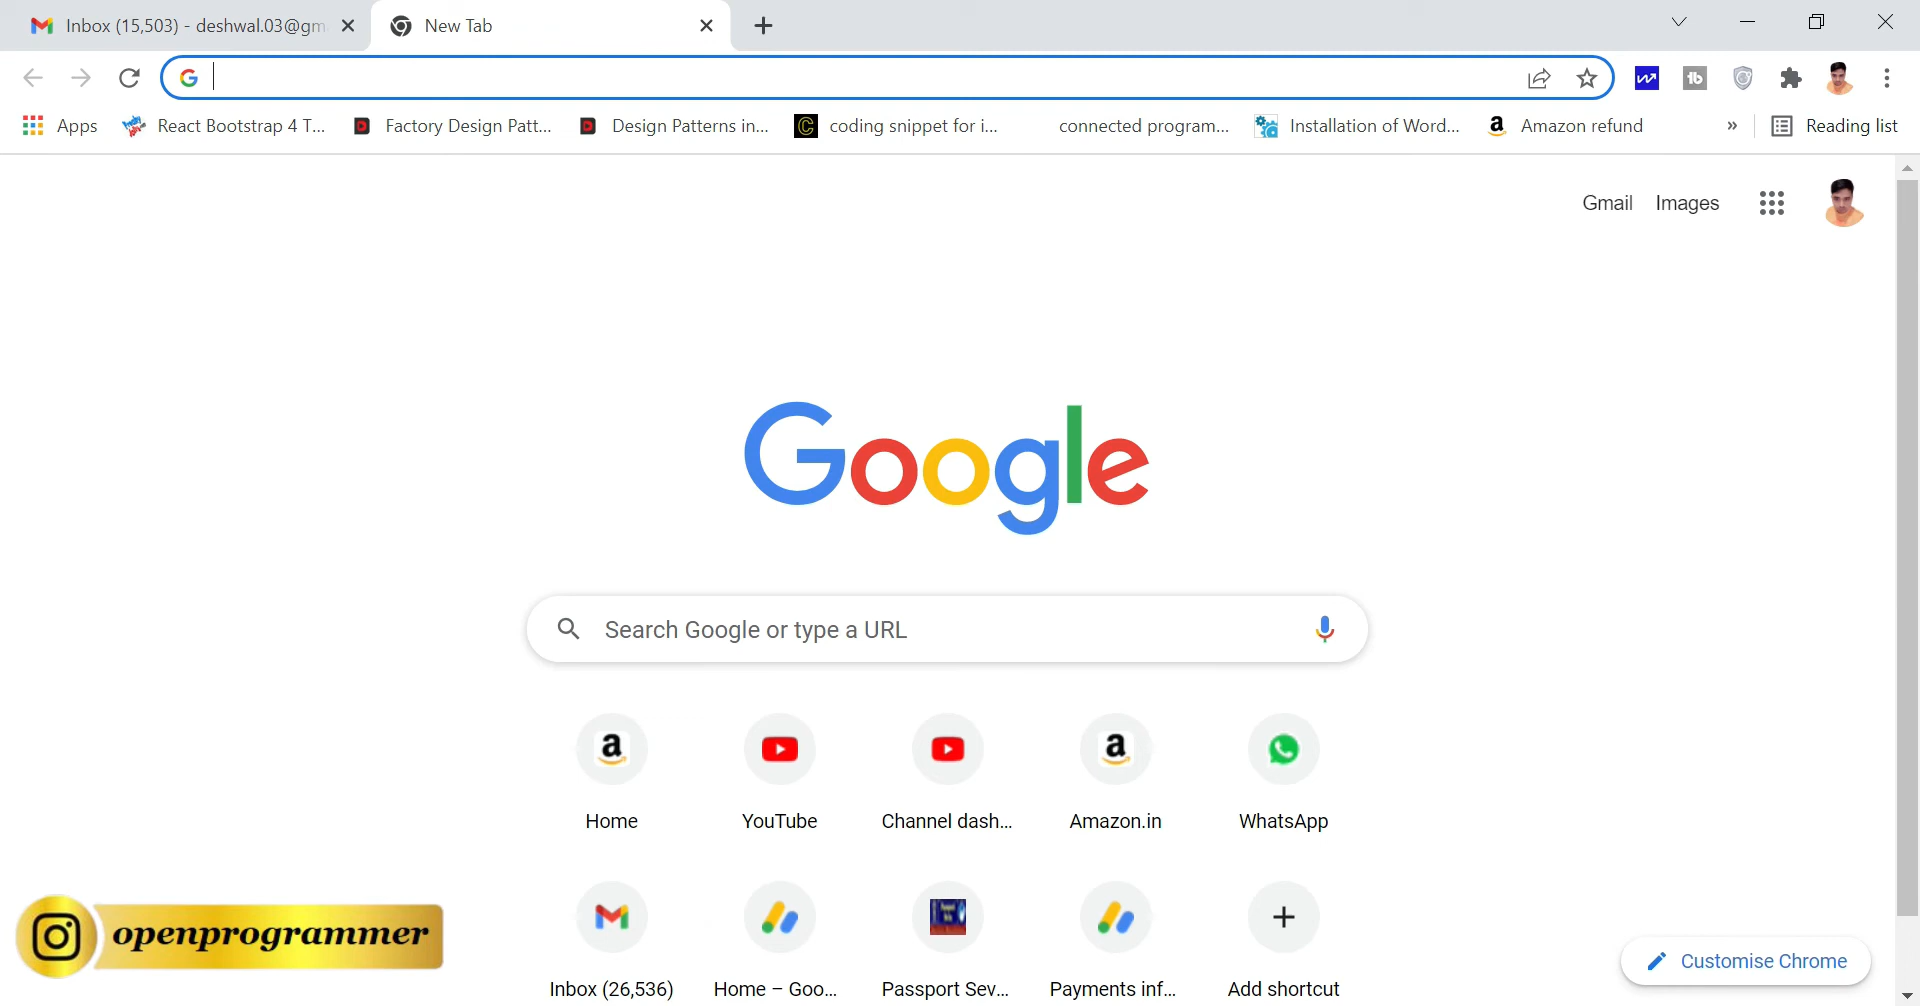 Inbox (15,503) - deshwal.03@gm
New Tab
Apps
React Bootstrap 4 T...
Factory Design Patt...
Design Patterns in...
coding snippet for i...
connected program...
Installation of Word...
Amazon refund
»
Reading list
Gmail
Images
Google
Search Google or type a URL
Home
YouTube
Channel dash...
Amazon.in
WhatsApp
Inbox (26,536)
Home – Goo...
Passport Sev...
Payments inf...
Add shortcut
openprogrammer
Customise Chrome